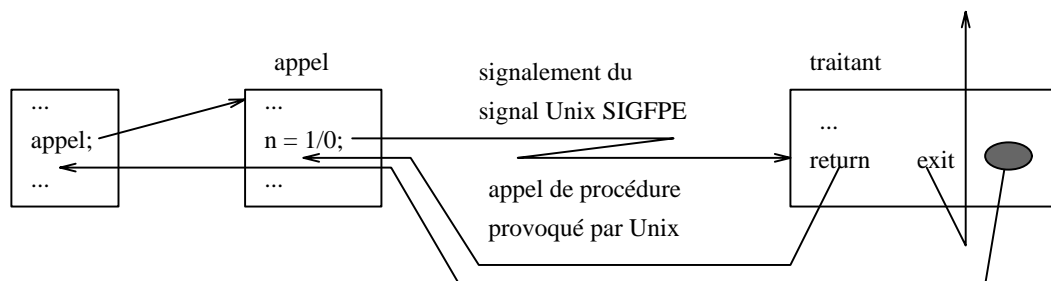 appel
signalement du
signal Unix SIGFPE
traitant
...
appel;
...
...
n = 1/0;
...
...
return exit
appel de procédure
provoqué par Unix